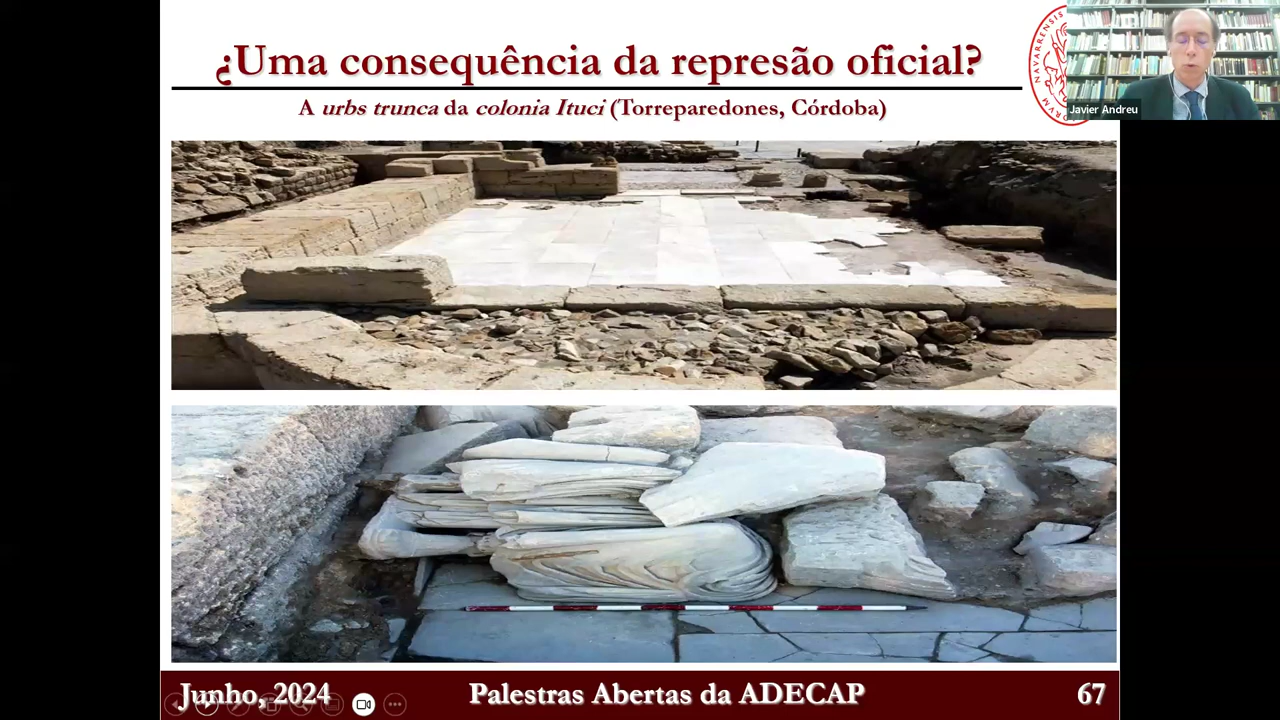 ¿Uma consequência da represão oficial?
A urbs trunca da colonia Ituci (Torreparedones, Córdoba)
NAVARRENSIS
Javier Andreu
Junho, 2024
Palestras Abertas da ADECAP
67